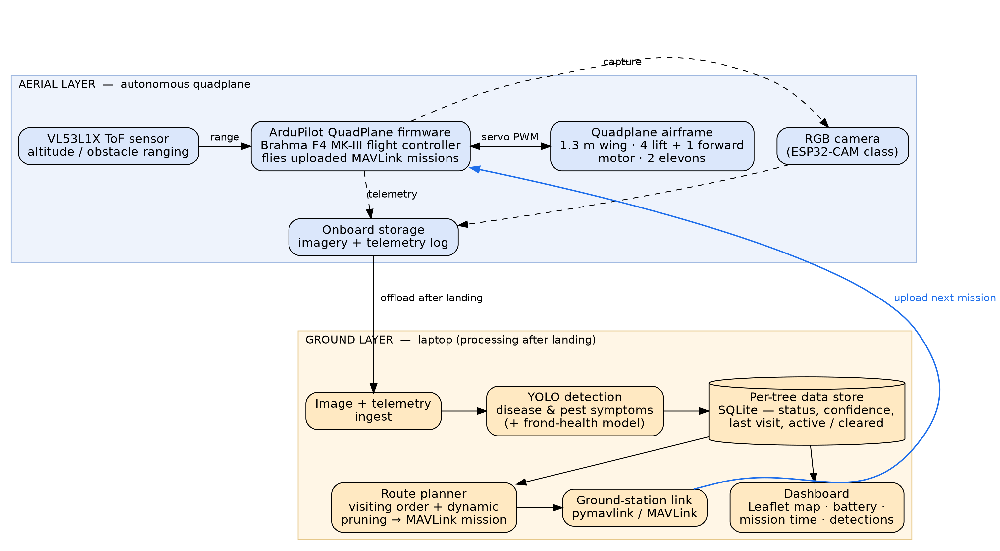 capture
AERIAL LAYER — autonomous quadplane
VL53L1X ToF sensor
altitude / obstacle ranging
range
ArduPilot QuadPlane firmware
Brahma F4 MK-III flight controller
flies uploaded MAVLink missions
servo PWM
Quadplane airframe
1.3 m wing · 4 lift + 1 forward
motor · 2 elevons
RGB camera
(ESP32-CAM class)
telemetry
Onboard storage
imagery + telemetry log
offload after landing
upload next mission
GROUND LAYER — laptop (processing after landing)
Image + telemetry
ingest
YOLO detection
disease & pest symptoms
(+ frond-health model)
Per-tree data store
SQLite — status, confidence,
last visit, active / cleared
Route planner
visiting order + dynamic
pruning → MAVLink mission
Ground-station link
pymavlink / MAVLink
Dashboard
Leaflet map · battery ·
mission time · detections